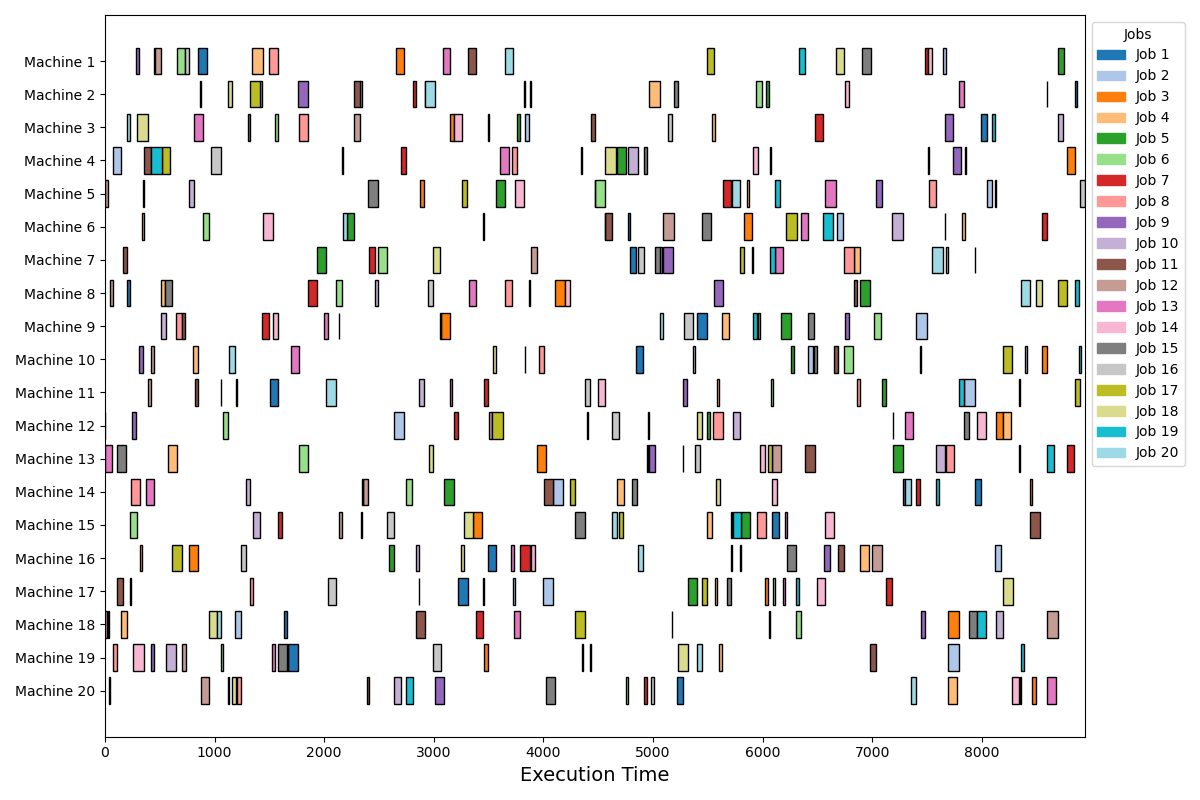 Machine 1
Machine 2
Machine 3
Machine 4
Machine 5
Machine 6
Machine 7
Machine 8
Machine 9
Machine 10
Machine 11
Machine 12
Machine 13
Machine 14
Machine 15
Machine 16
Machine 17
Machine 18
Machine 19
Machine 20
0 1000 2000 3000 4000 5000 6000 7000 8000
Execution Time
Jobs
Job 1
Job 2
Job 3
Job 4
Job 5
Job 6
Job 7
Job 8
Job 9
Job 10
Job 11
Job 12
Job 13
Job 14
Job 15
Job 16
Job 17
Job 18
Job 19
Job 20